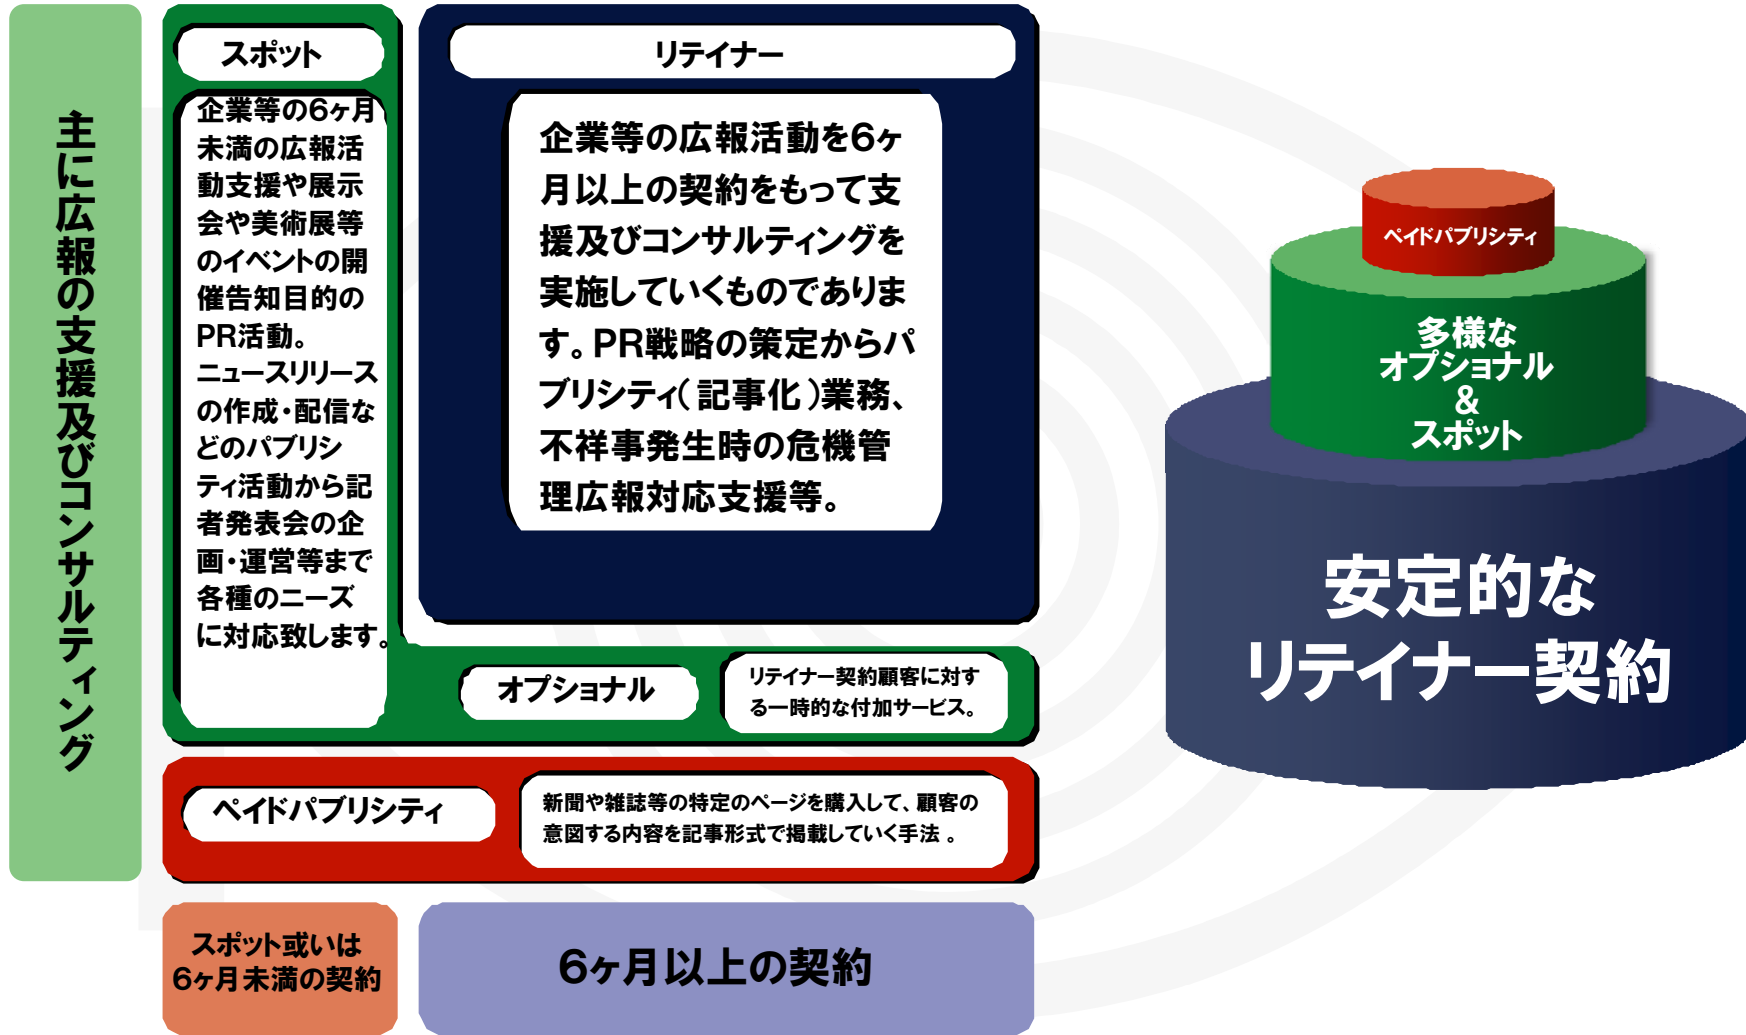 主に広報の支援及びコンサルティング
スポット
企業等の6ヶ月
未満の広報活
動支援や展示
会や美術展等
のイベントの開
催告知目的の
PR活動。
ニュースリリース
の作成・配信な
どのパブリシ
ティ活動から記
者発表会の企
画・運営等まで
各種のニーズ
に対応致します。
リテイナー
企業等の広報活動を6ヶ
月以上の契約をもって支
援及びコンサルティングを
実施していくものでありま
す。PR戦略の策定からパ
ブリシティ(記事化)業務、
不祥事発生時の危機管
理広報対応支援等。
オプショナル
リテイナー契約顧客に対す
る一時的な付加サービス。
ペイドパブリシティ
新聞や雑誌等の特定のページを購入して、顧客の
意図する内容を記事形式で掲載していく手法。
スポット或いは
6ヶ月未満の契約
6ヶ月以上の契約
ペイドパブリシティ
多様な
オプショナル
&
スポット
安定的な
リテイナー契約